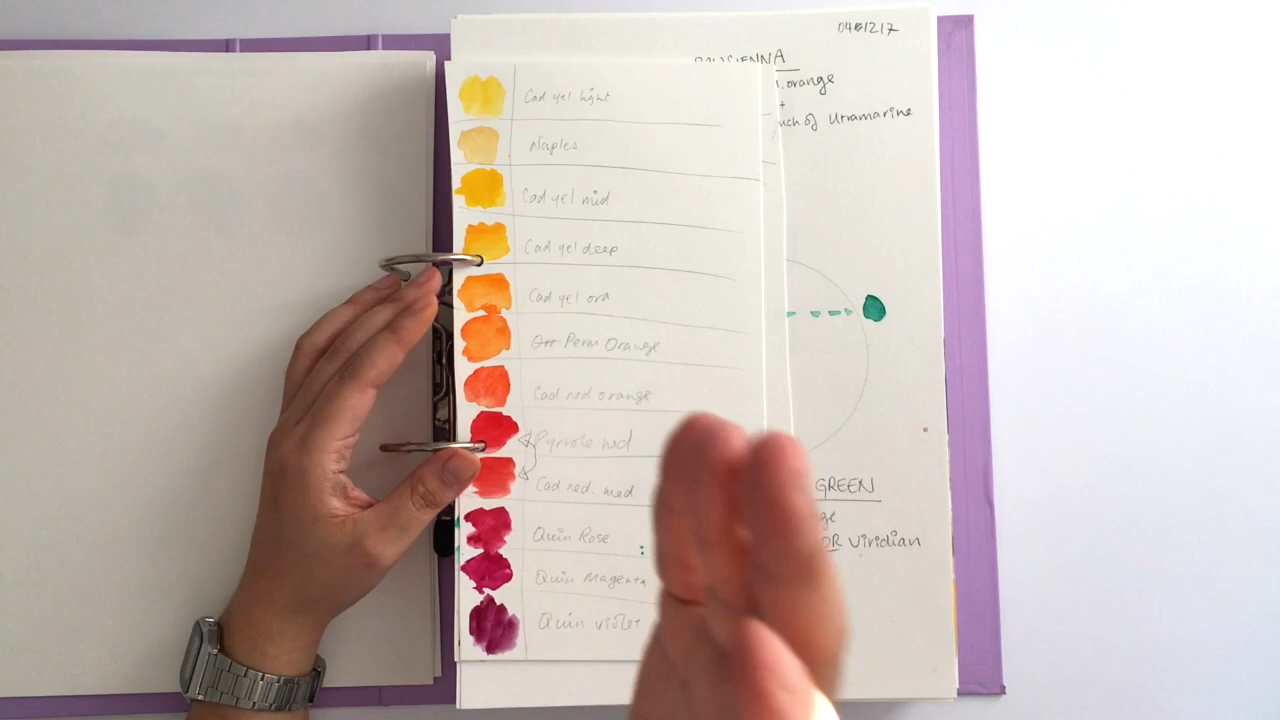 04.12.17
orange
+
uch of Utramarine
Cad yel light
Naples
Cad yel mid
Cad yel deep
Cad yel ora
Perm Orange
Cad red orange
Pyrrole red
Cad red. med
Quin Rose
Quin Magenta
Quin violet
GREEN
ge
OR Viridian